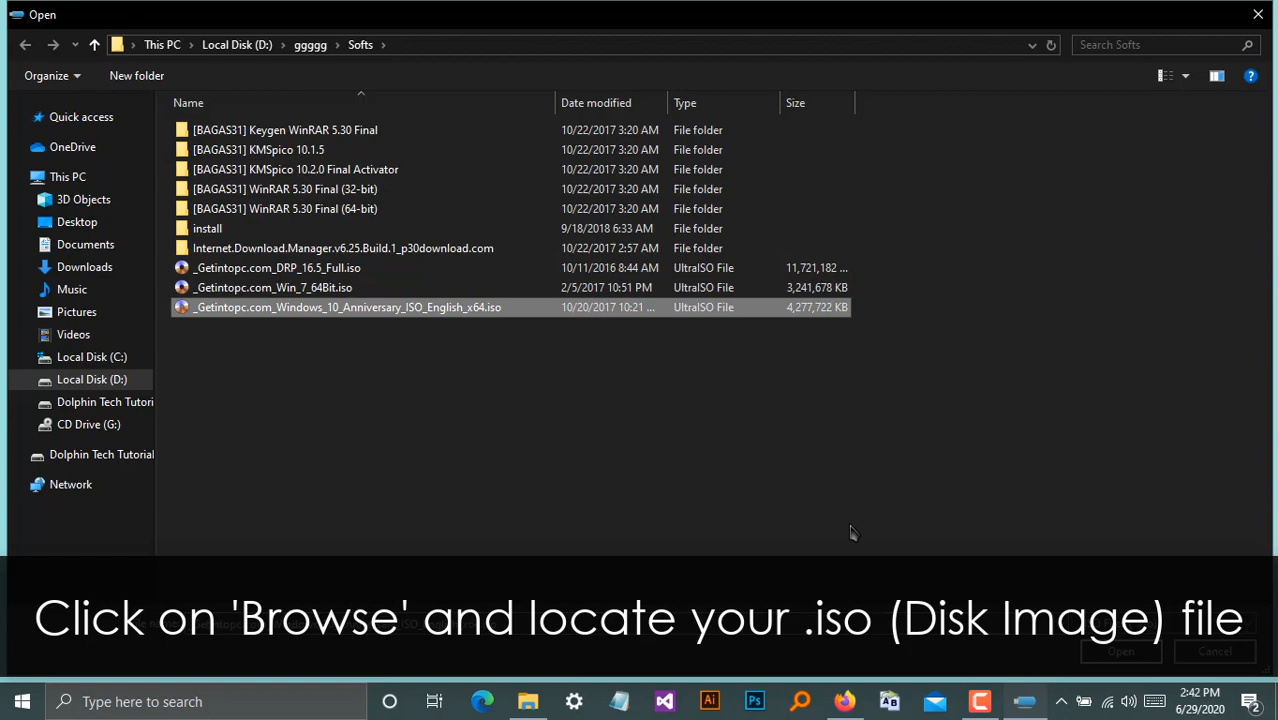 Open
This PC > Local Disk (D:) > ggggg > Softs >
Search Softs
Organize
New folder
Name
Date modified
Type
Size
[BAGAS31] Keygen WinRAR 5.30 Final 10/22/2017 3:20 AM File folder
[BAGAS31] KMSpico 10.1.5 10/22/2017 3:20 AM File folder
[BAGAS31] KMSpico 10.2.0 Final Activator 10/22/2017 3:20 AM File folder
[BAGAS31] WinRAR 5.30 Final (32-bit) 10/22/2017 3:20 AM File folder
[BAGAS31] WinRAR 5.30 Final (64-bit) 10/22/2017 3:20 AM File folder
install 9/18/2018 6:33 AM File folder
Internet.Download.Manager.v6.25.Build.1_p30download.com 10/22/2017 2:57 AM File folder
_Getintopc.com_DRP_16.5_Full.iso 10/11/2016 8:44 AM UltraISO File 11,721,182 ...
_Getintopc.com_Win_7_64Bit.iso 2/5/2017 10:51 PM UltraISO File 3,241,678 KB
_Getintopc.com_Windows_10_Anniversary_ISO_English_x64.iso 10/20/2017 10:21 ... UltraISO File 4,277,722 KB
Quick access
OneDrive
This PC
3D Objects
Desktop
Documents
Downloads
Music
Pictures
Videos
Local Disk (C:)
Local Disk (D:)
Dolphin Tech Tutori
CD Drive (G:)
Dolphin Tech Tutorial
Network
Click on 'Browse' and locate your .iso (Disk Image) file
Open
Cancel
Type here to search
Ai
Ps
2:42 PM
6/29/2020
2